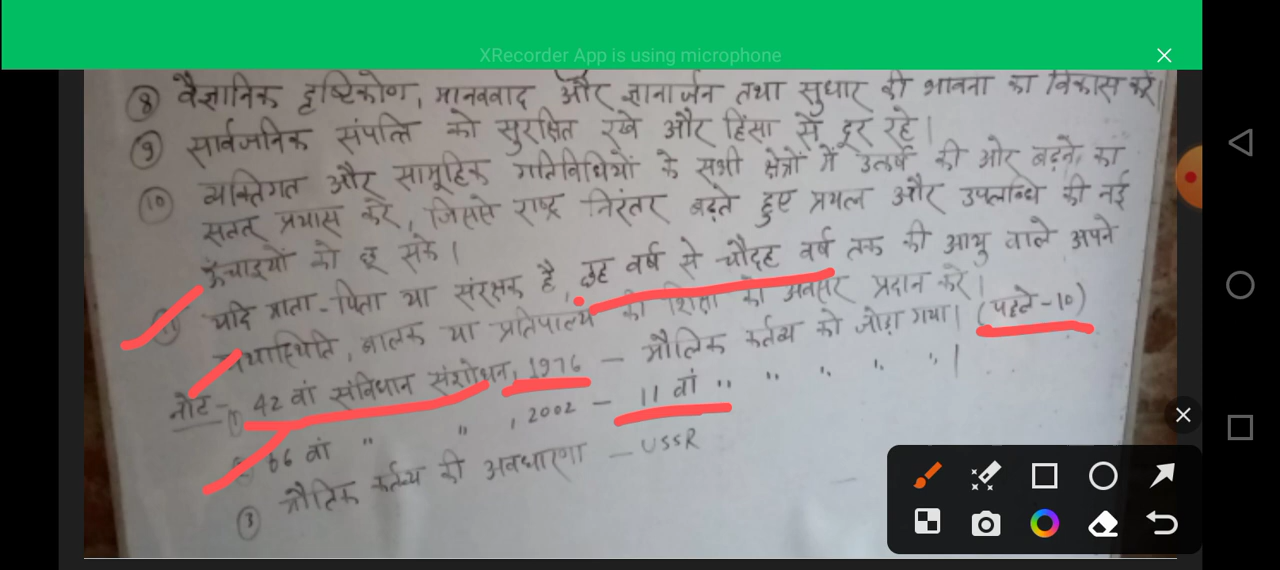 XRecorder App is using microphone
⑧ वैज्ञानिक दृष्टिकोण, मानववाद और ज्ञानार्जन तथा सुधार की भावना का विकास करें
⑨ सार्वजनिक संपत्ति को सुरक्षित रखे और हिंसा से दूर रहे।
⑩ व्यक्तिगत और सामूहिक गतिविधियों के सभी क्षेत्रों में उत्कर्ष की ओर बढ़ने का
सतत् प्रयास करे, जिससे राष्ट्र निरंतर बढ़ते हुए प्रयत्न और उपलब्धि की नई
ऊँचाइयों को छू सके।
यदि माता-पिता या संरक्षक है, छह वर्ष से चौदह वर्ष तक की आयु वाले अपने
यथास्थिति, बालक या प्रतिपाल्य की शिक्षा का अवसर प्रदान करे।
नोट- ① 42 वां संविधान संशोधन, 1976 – मौलिक कर्तव्य को जोड़ा गया। (पहले-10)
वां " " , 2002 – 11 वां " " " " "।
③ मौलिक कर्तव्य की अवधारणा – USSR